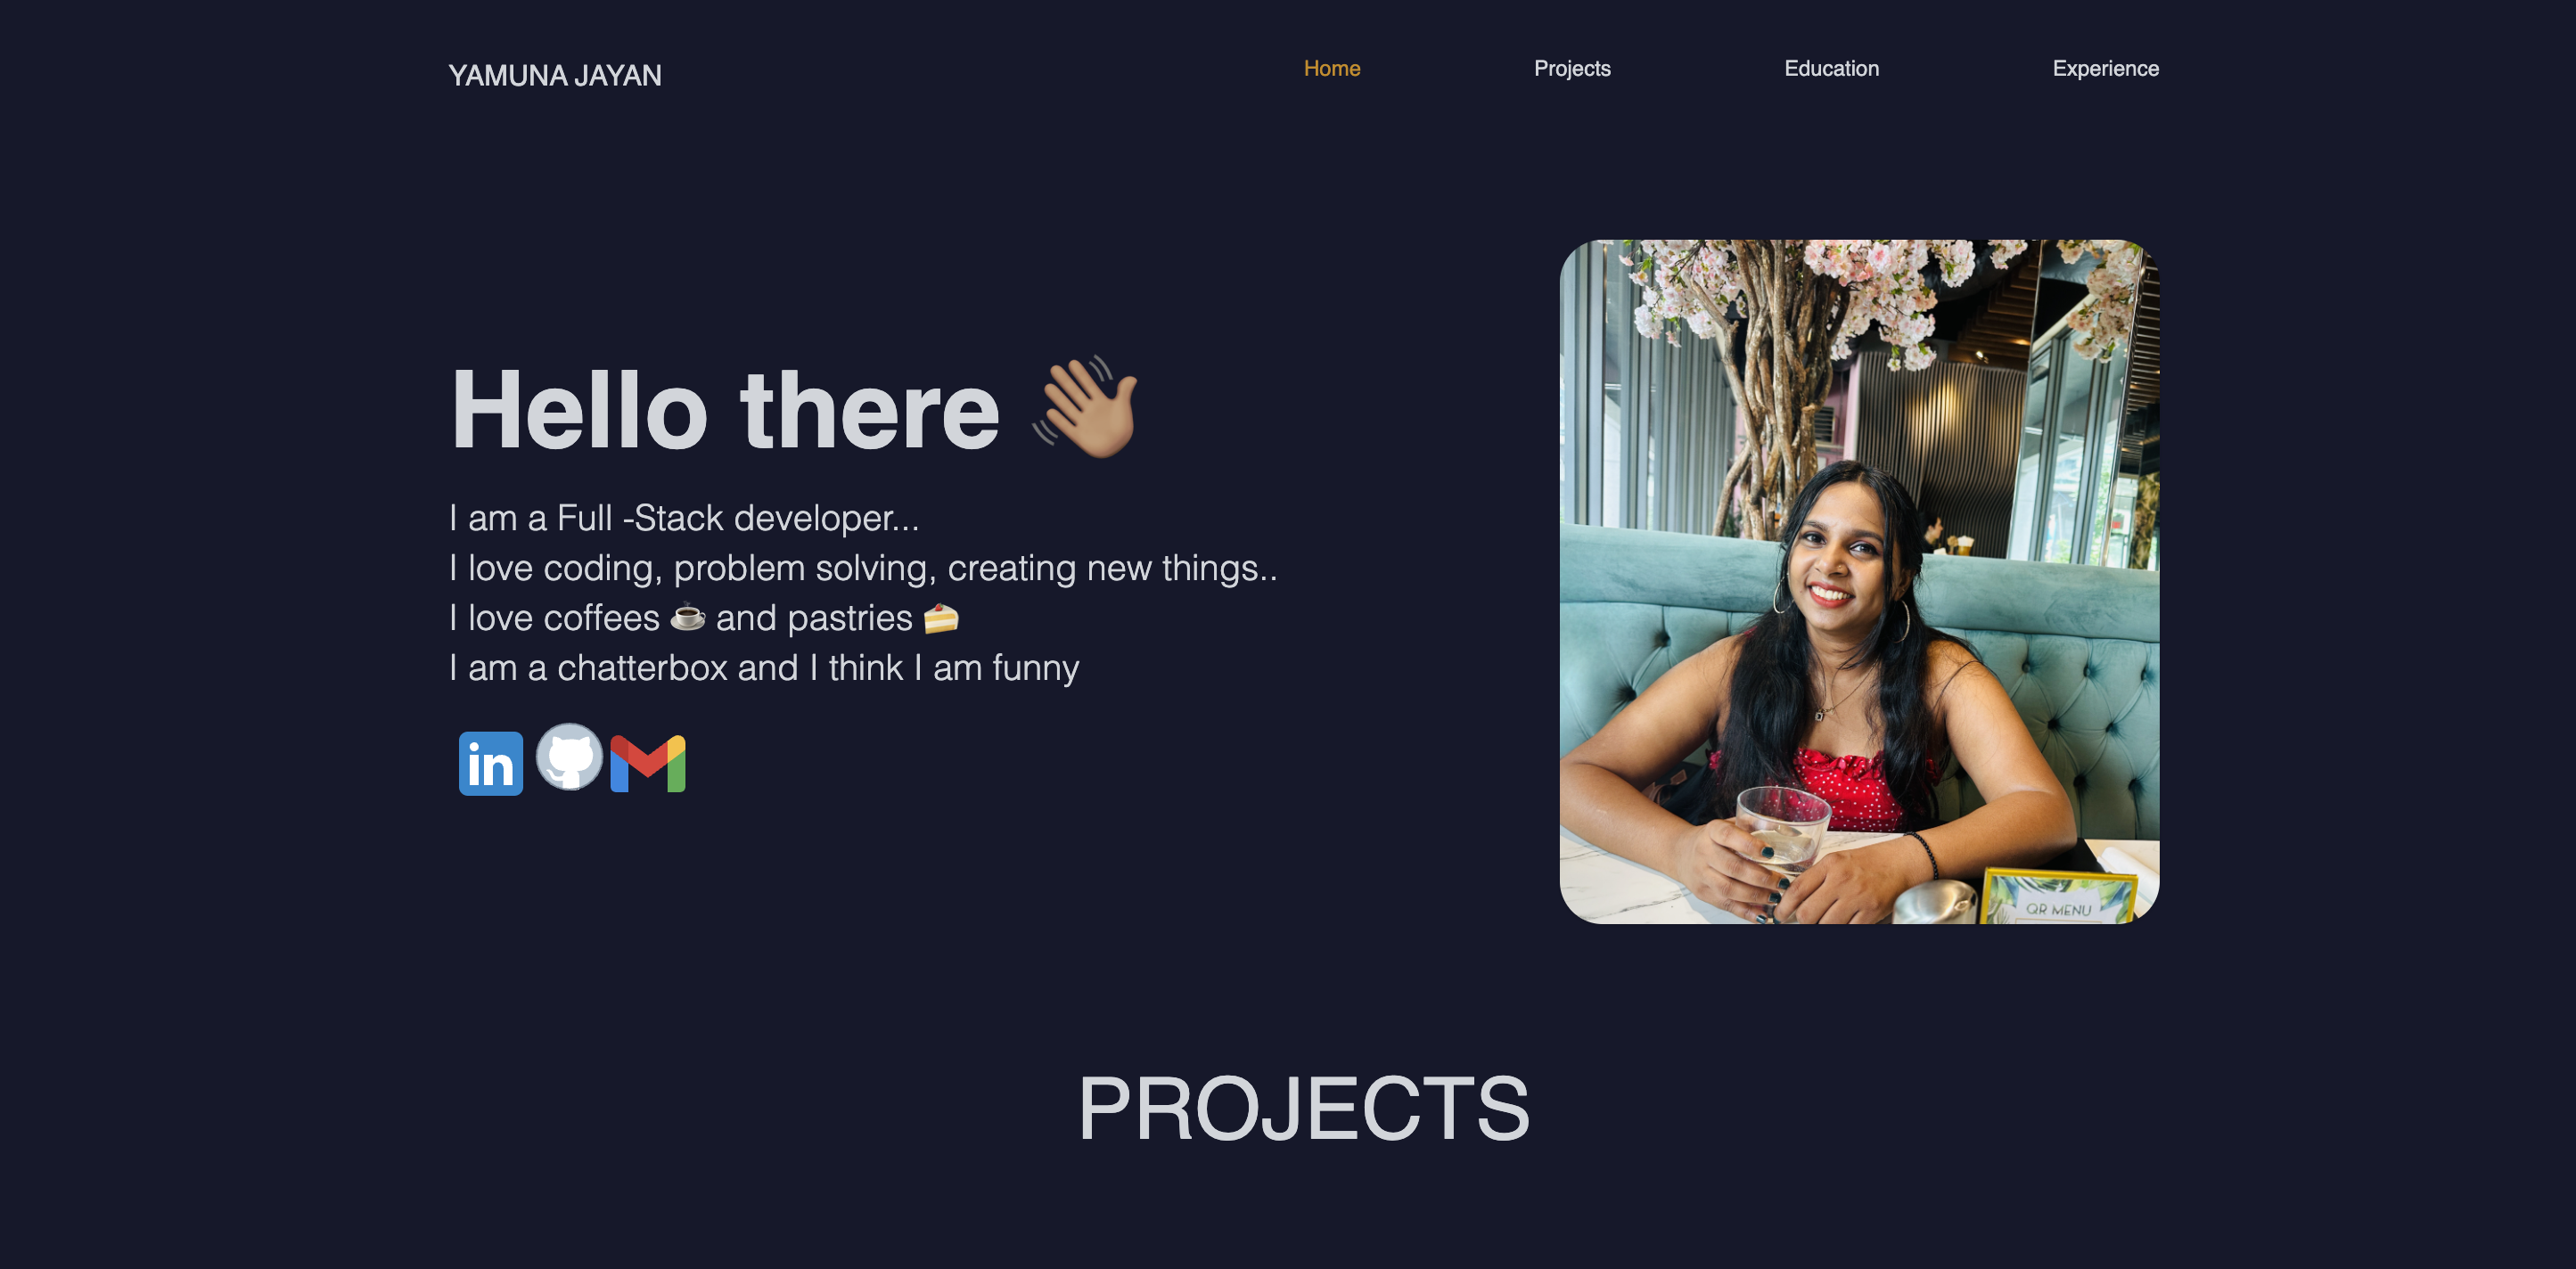 YAMUNA JAYAN
Home Projects Education Experience
Hello there 👋🏽
I am a Full -Stack developer...
I love coding, problem solving, creating new things..
I love coffees ☕ and pastries 🍰
I am a chatterbox and I think I am funny
in
QR MENU
PROJECTS